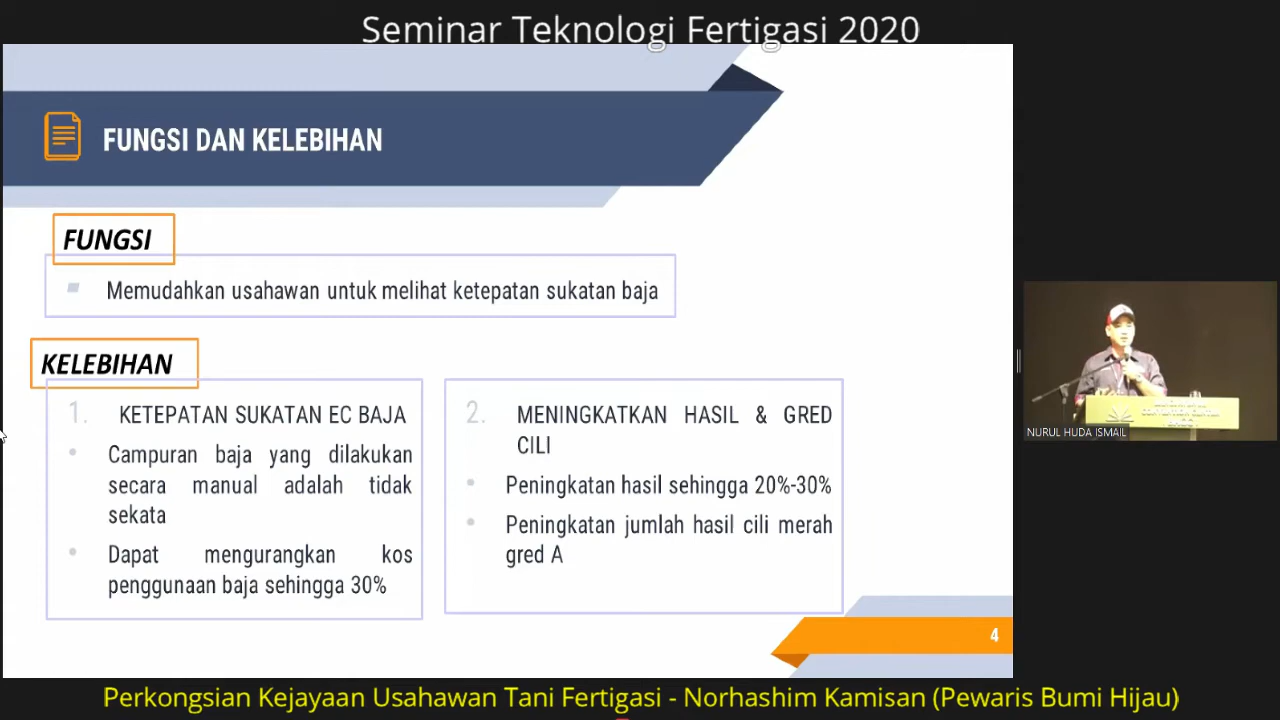 Seminar Teknologi Fertigasi 2020
FUNGSI DAN KELEBIHAN
FUNGSI
Memudahkan usahawan untuk melihat ketepatan sukatan baja
KELEBIHAN
1. KETEPATAN SUKATAN EC BAJA
• Campuran baja yang dilakukan
secara manual adalah tidak
sekata
• Dapat mengurangkan kos
penggunaan baja sehingga 30%
2. MENINGKATKAN HASIL & GRED
CILI
• Peningkatan hasil sehingga 20%-30%
• Peningkatan jumlah hasil cili merah
gred A
4
NURUL HUDA ISMAIL
Perkongsian Kejayaan Usahawan Tani Fertigasi - Norhashim Kamisan (Pewaris Bumi Hijau)